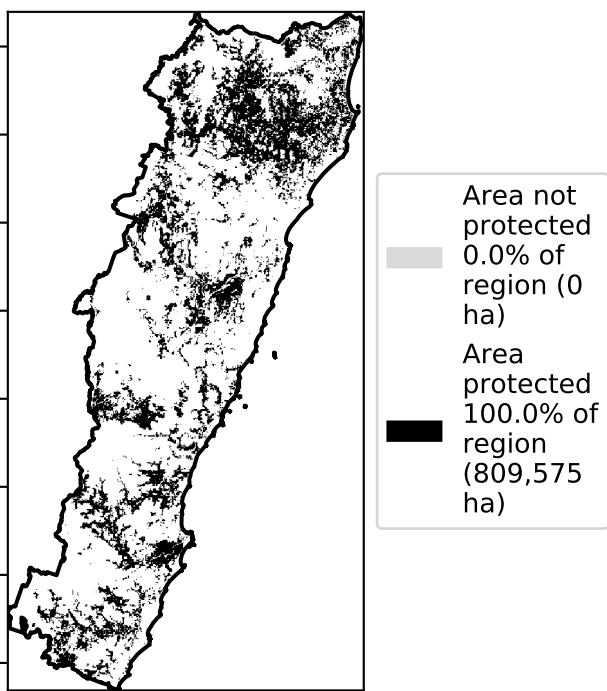 Area not
protected
0.0% of
region (0
ha)
Area
protected
100.0% of
region
(809,575
ha)